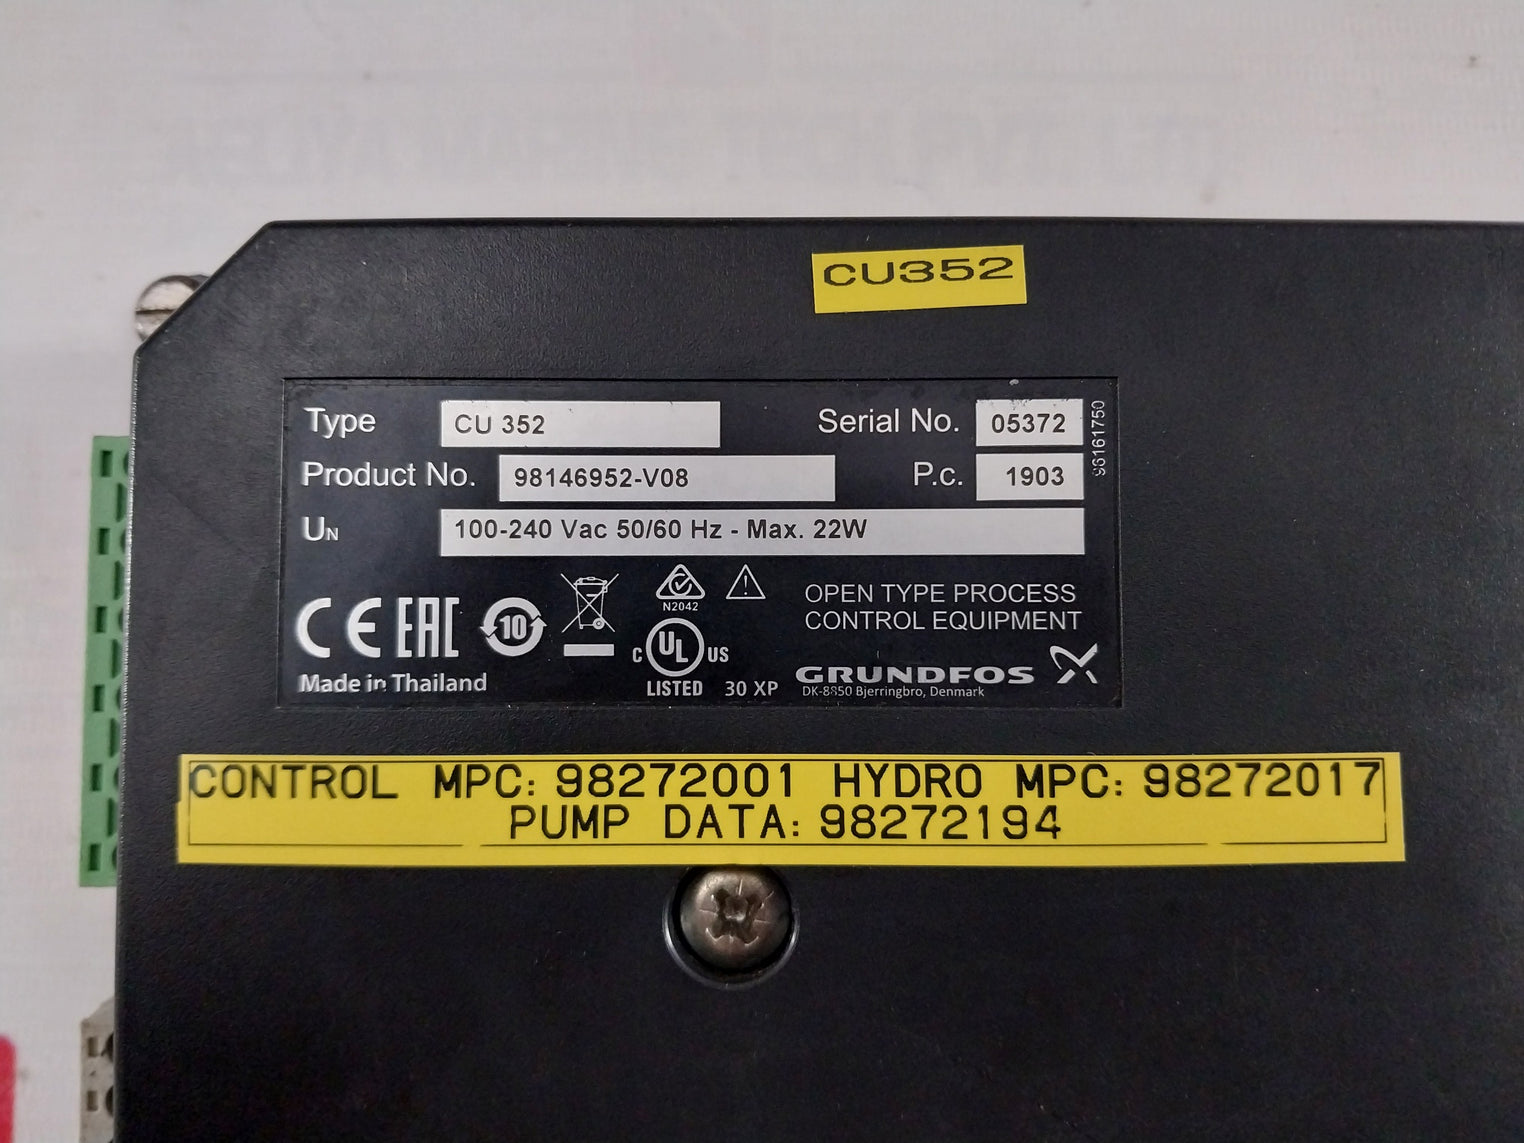 CU352
Type CU 352
Serial No. 05372
Product No. 98146952-V08
P.c. 1903
98161750
UN 100-240 Vac 50/60 Hz - Max. 22W
CE EAC 10
N2042
OPEN TYPE PROCESS
CONTROL EQUIPMENT
C UL US
LISTED 30 XP
Made in Thailand
GRUNDFOS
DK-8850 Bjerringbro, Denmark
CONTROL MPC: 98272001 HYDRO MPC: 98272017
PUMP DATA: 98272194